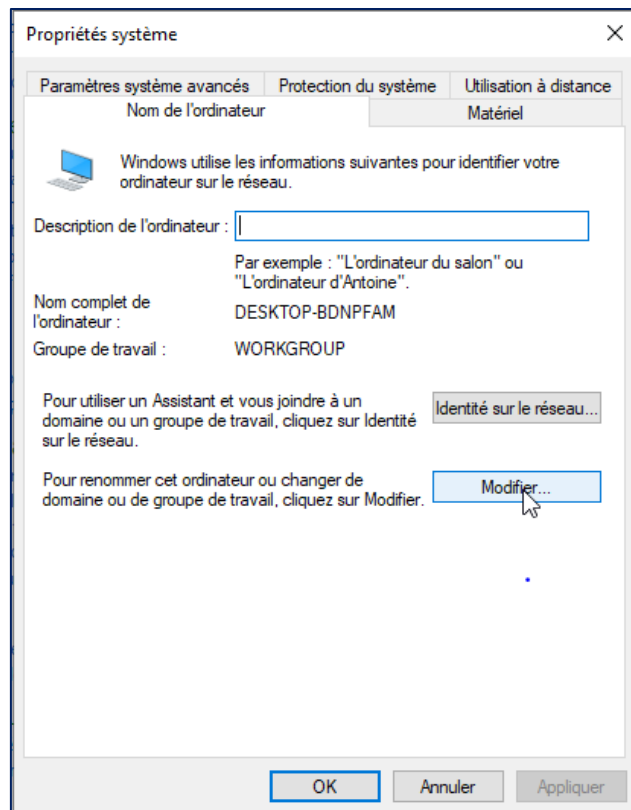 Propriétés système
Paramètres système avancés
Protection du système
Utilisation à distance
Nom de l'ordinateur
Matériel
Windows utilise les informations suivantes pour identifier votre
ordinateur sur le réseau.
Description de l'ordinateur :
Par exemple : "L'ordinateur du salon" ou
"L'ordinateur d'Antoine".
Nom complet de
l'ordinateur :
DESKTOP-BDNPFAM
Groupe de travail :
WORKGROUP
Pour utiliser un Assistant et vous joindre à un
domaine ou un groupe de travail, cliquez sur Identité
sur le réseau.
Identité sur le réseau...
Pour renommer cet ordinateur ou changer de
domaine ou de groupe de travail, cliquez sur Modifier.
Modifier...
OK
Annuler
Appliquer